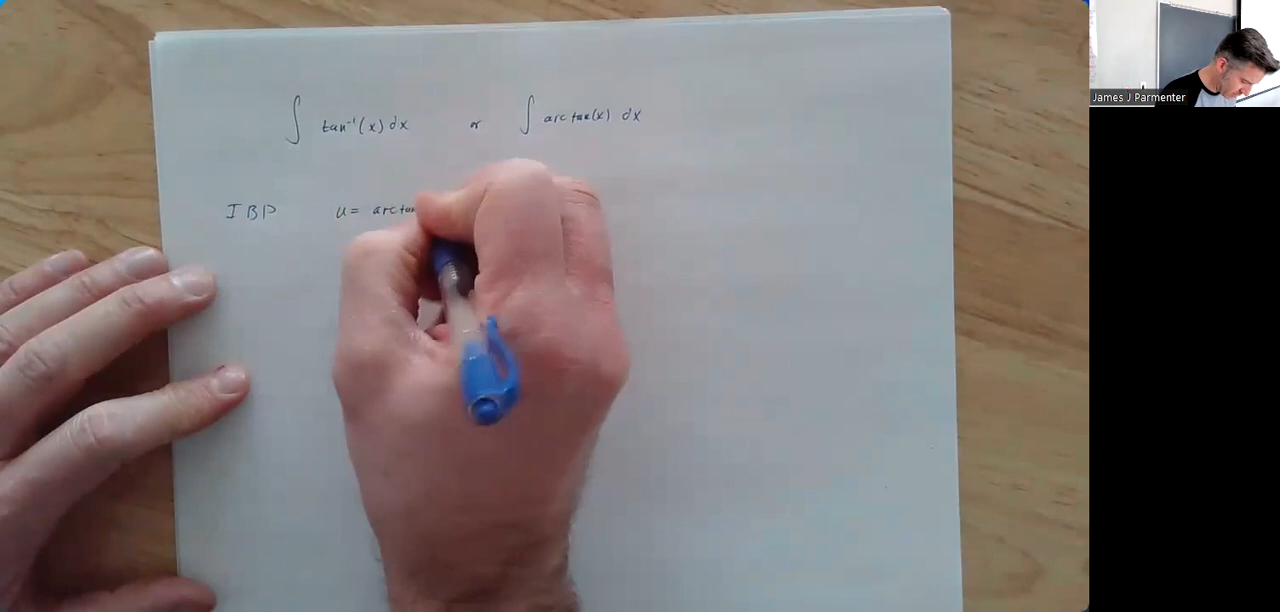 ∫ tan⁻¹(x) dx or ∫ arctan(x) dx
IBP u = arctan
James J Parmenter